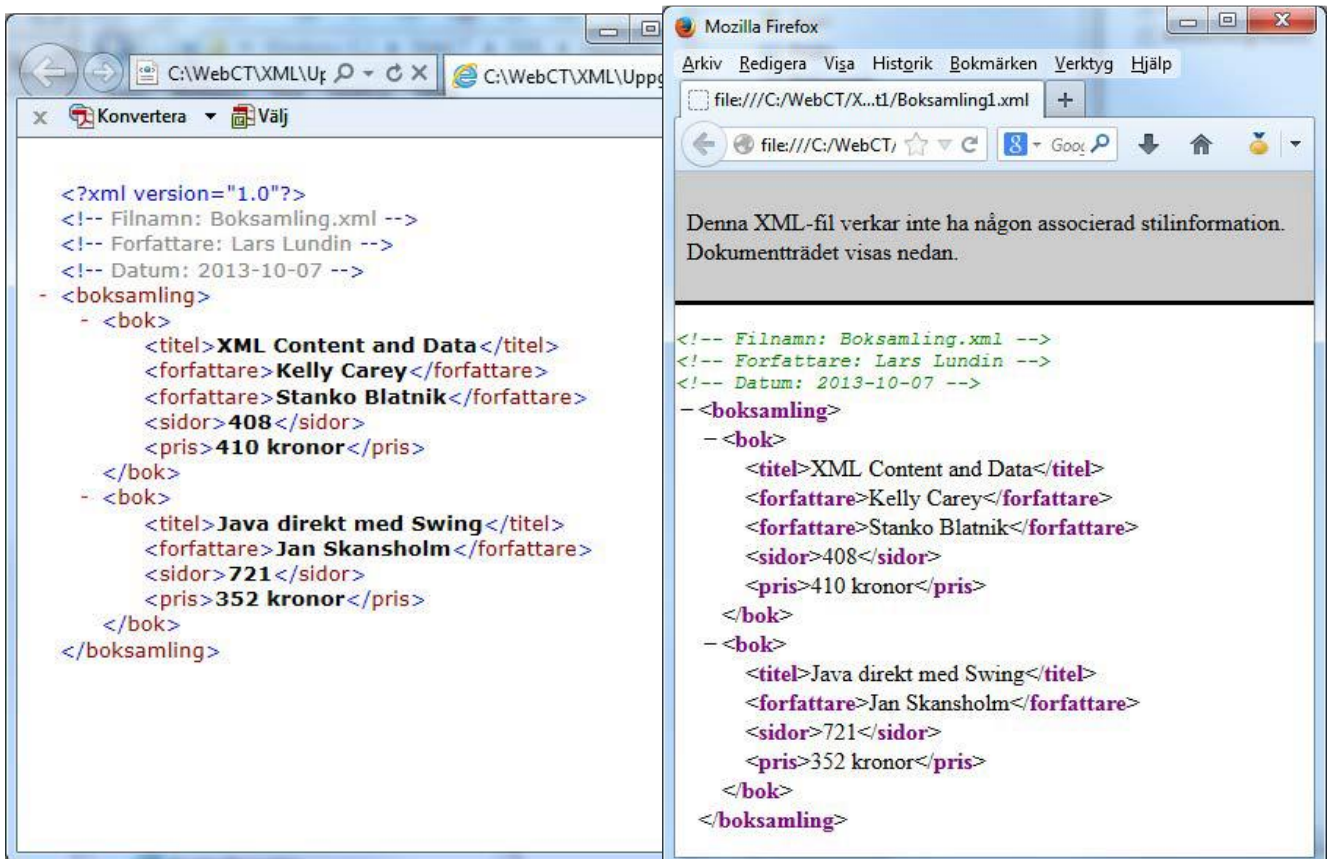 C:\WebCT\XML\Up
C:\WebCT\XML\Uppg
x Konvertera Välj
<?xml version="1.0"?>
<!-- Filnamn: Boksamling.xml -->
<!-- Forfattare: Lars Lundin -->
<!-- Datum: 2013-10-07 -->
- <boksamling>
- <bok>
<titel>XML Content and Data</titel>
<forfattare>Kelly Carey</forfattare>
<forfattare>Stanko Blatnik</forfattare>
<sidor>408</sidor>
<pris>410 kronor</pris>
</bok>
- <bok>
<titel>Java direkt med Swing</titel>
<forfattare>Jan Skansholm</forfattare>
<sidor>721</sidor>
<pris>352 kronor</pris>
</bok>
</boksamling>
Mozilla Firefox
Arkiv Redigera Visa Historik Bokmärken Verktyg Hjälp
file:///C:/WebCT/X...t1/Boksamling1.xml +
file:///C:/WebCT/ 8 Goog
Denna XML-fil verkar inte ha någon associerad stilinformation.
Dokumentträdet visas nedan.
<!-- Filnamn: Boksamling.xml -->
<!-- Forfattare: Lars Lundin -->
<!-- Datum: 2013-10-07 -->
−<boksamling>
−<bok>
<titel>XML Content and Data</titel>
<forfattare>Kelly Carey</forfattare>
<forfattare>Stanko Blatnik</forfattare>
<sidor>408</sidor>
<pris>410 kronor</pris>
</bok>
−<bok>
<titel>Java direkt med Swing</titel>
<forfattare>Jan Skansholm</forfattare>
<sidor>721</sidor>
<pris>352 kronor</pris>
</bok>
</boksamling>